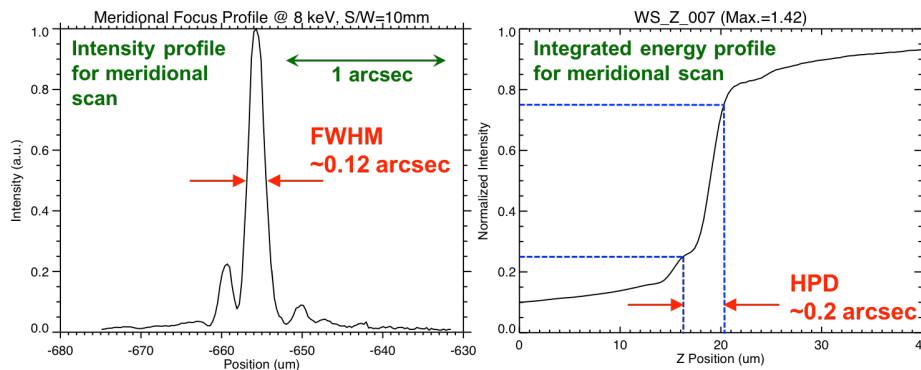 Meridional Focus Profile @ 8 keV, S/W=10mm
Intensity profile
for meridional
scan
1 arcsec
FWHM
~0.12 arcsec
Intensity (a.u.)
1.0
0.8
0.6
0.4
0.2
0.0
-680
-670
-660
-650
-640
-630
Position (um)
WS_Z_007 (Max.=1.42)
Integrated energy profile
for meridional scan
HPD
~0.2 arcsec
Normalized Intensity
1.0
0.8
0.6
0.4
0.2
0.0
0
10
20
30
40
Z Position (um)